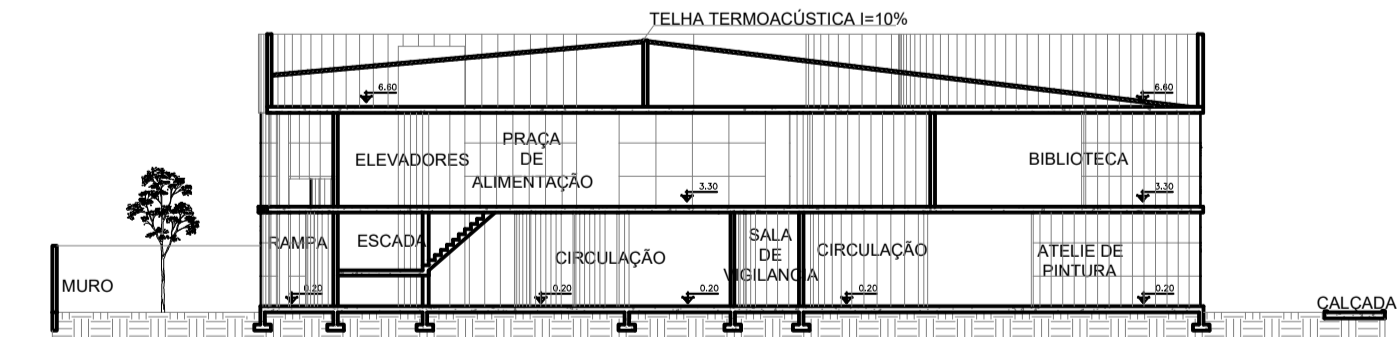 TELHA TERMOACÚSTICA I=10%
6.60
6.60
ELEVADORES
PRAÇA
DE
ALIMENTAÇÃO
BIBLIOTECA
3.30
3.30
RAMPA
ESCADA
CIRCULAÇÃO
SALA
DE
VIGILANCIA
CIRCULAÇÃO
ATELIE DE
PINTURA
MURO
0.20
0.20
0.20
0.20
0.20
CALÇADA